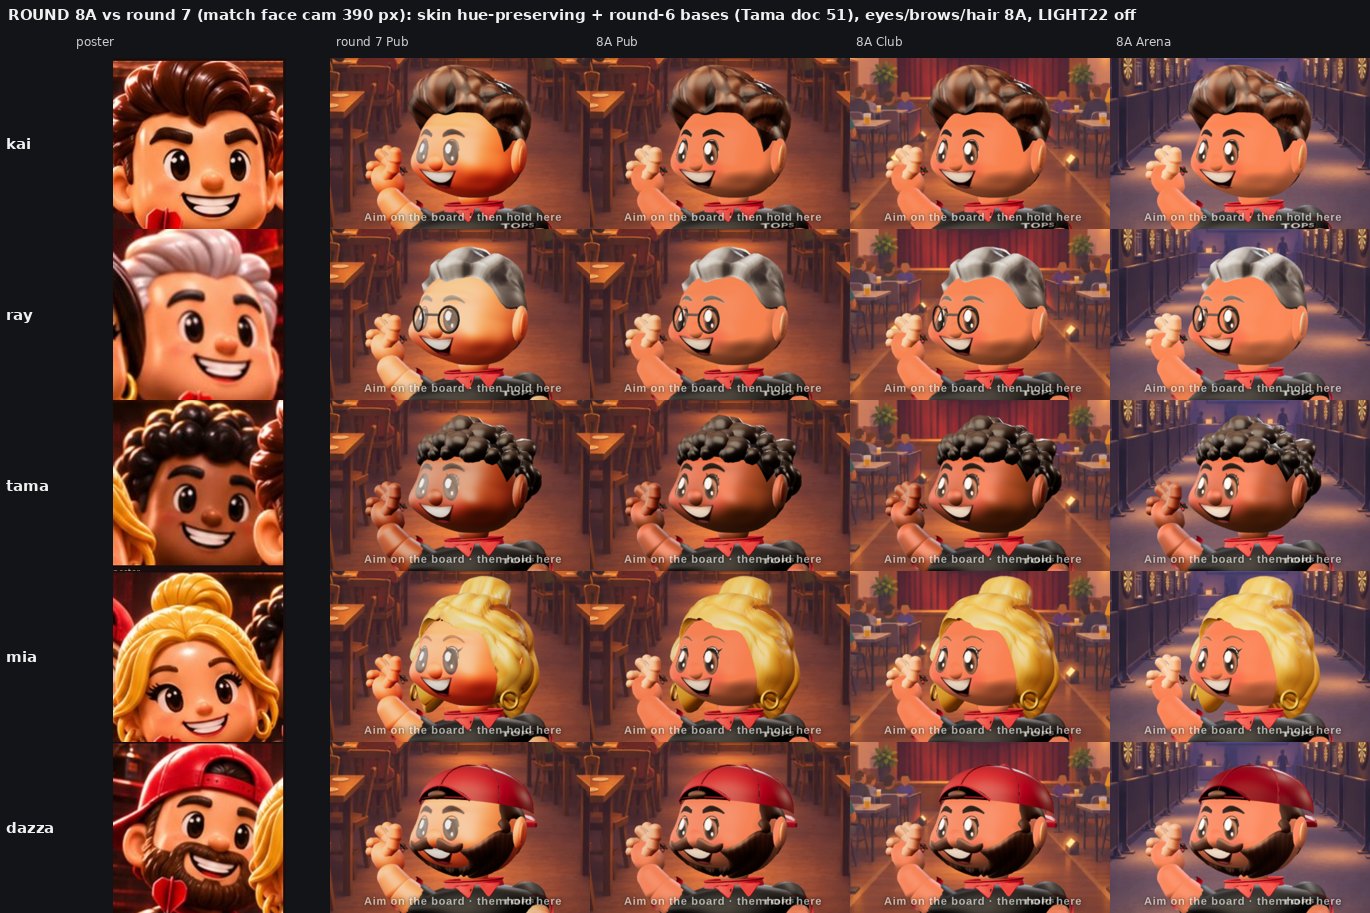 ROUND 8A vs round 7 (match face cam 390 px): skin hue-preserving + round-6 bases (Tama doc 51), eyes/brows/hair 8A, LIGHT22 off
poster round 7 Pub 8A Pub 8A Club 8A Arena
kai
Aim on the board · then hold here Aim on the board · then hold here Aim on the board · then hold here Aim on the board · then hold here
TOPS TOPS TOPS TOPS
ray
Aim on the board · then hold here Aim on the board · then hold here Aim on the board · then hold here Aim on the board · then hold here
tama
Aim on the board · then hold here Aim on the board · then hold here Aim on the board · then hold here Aim on the board · then hold here
mia
Aim on the board · then hold here Aim on the board · then hold here Aim on the board · then hold here Aim on the board · then hold here
dazza
Aim on the board · then hold here Aim on the board · then hold here Aim on the board · then hold here Aim on the board · then hold here